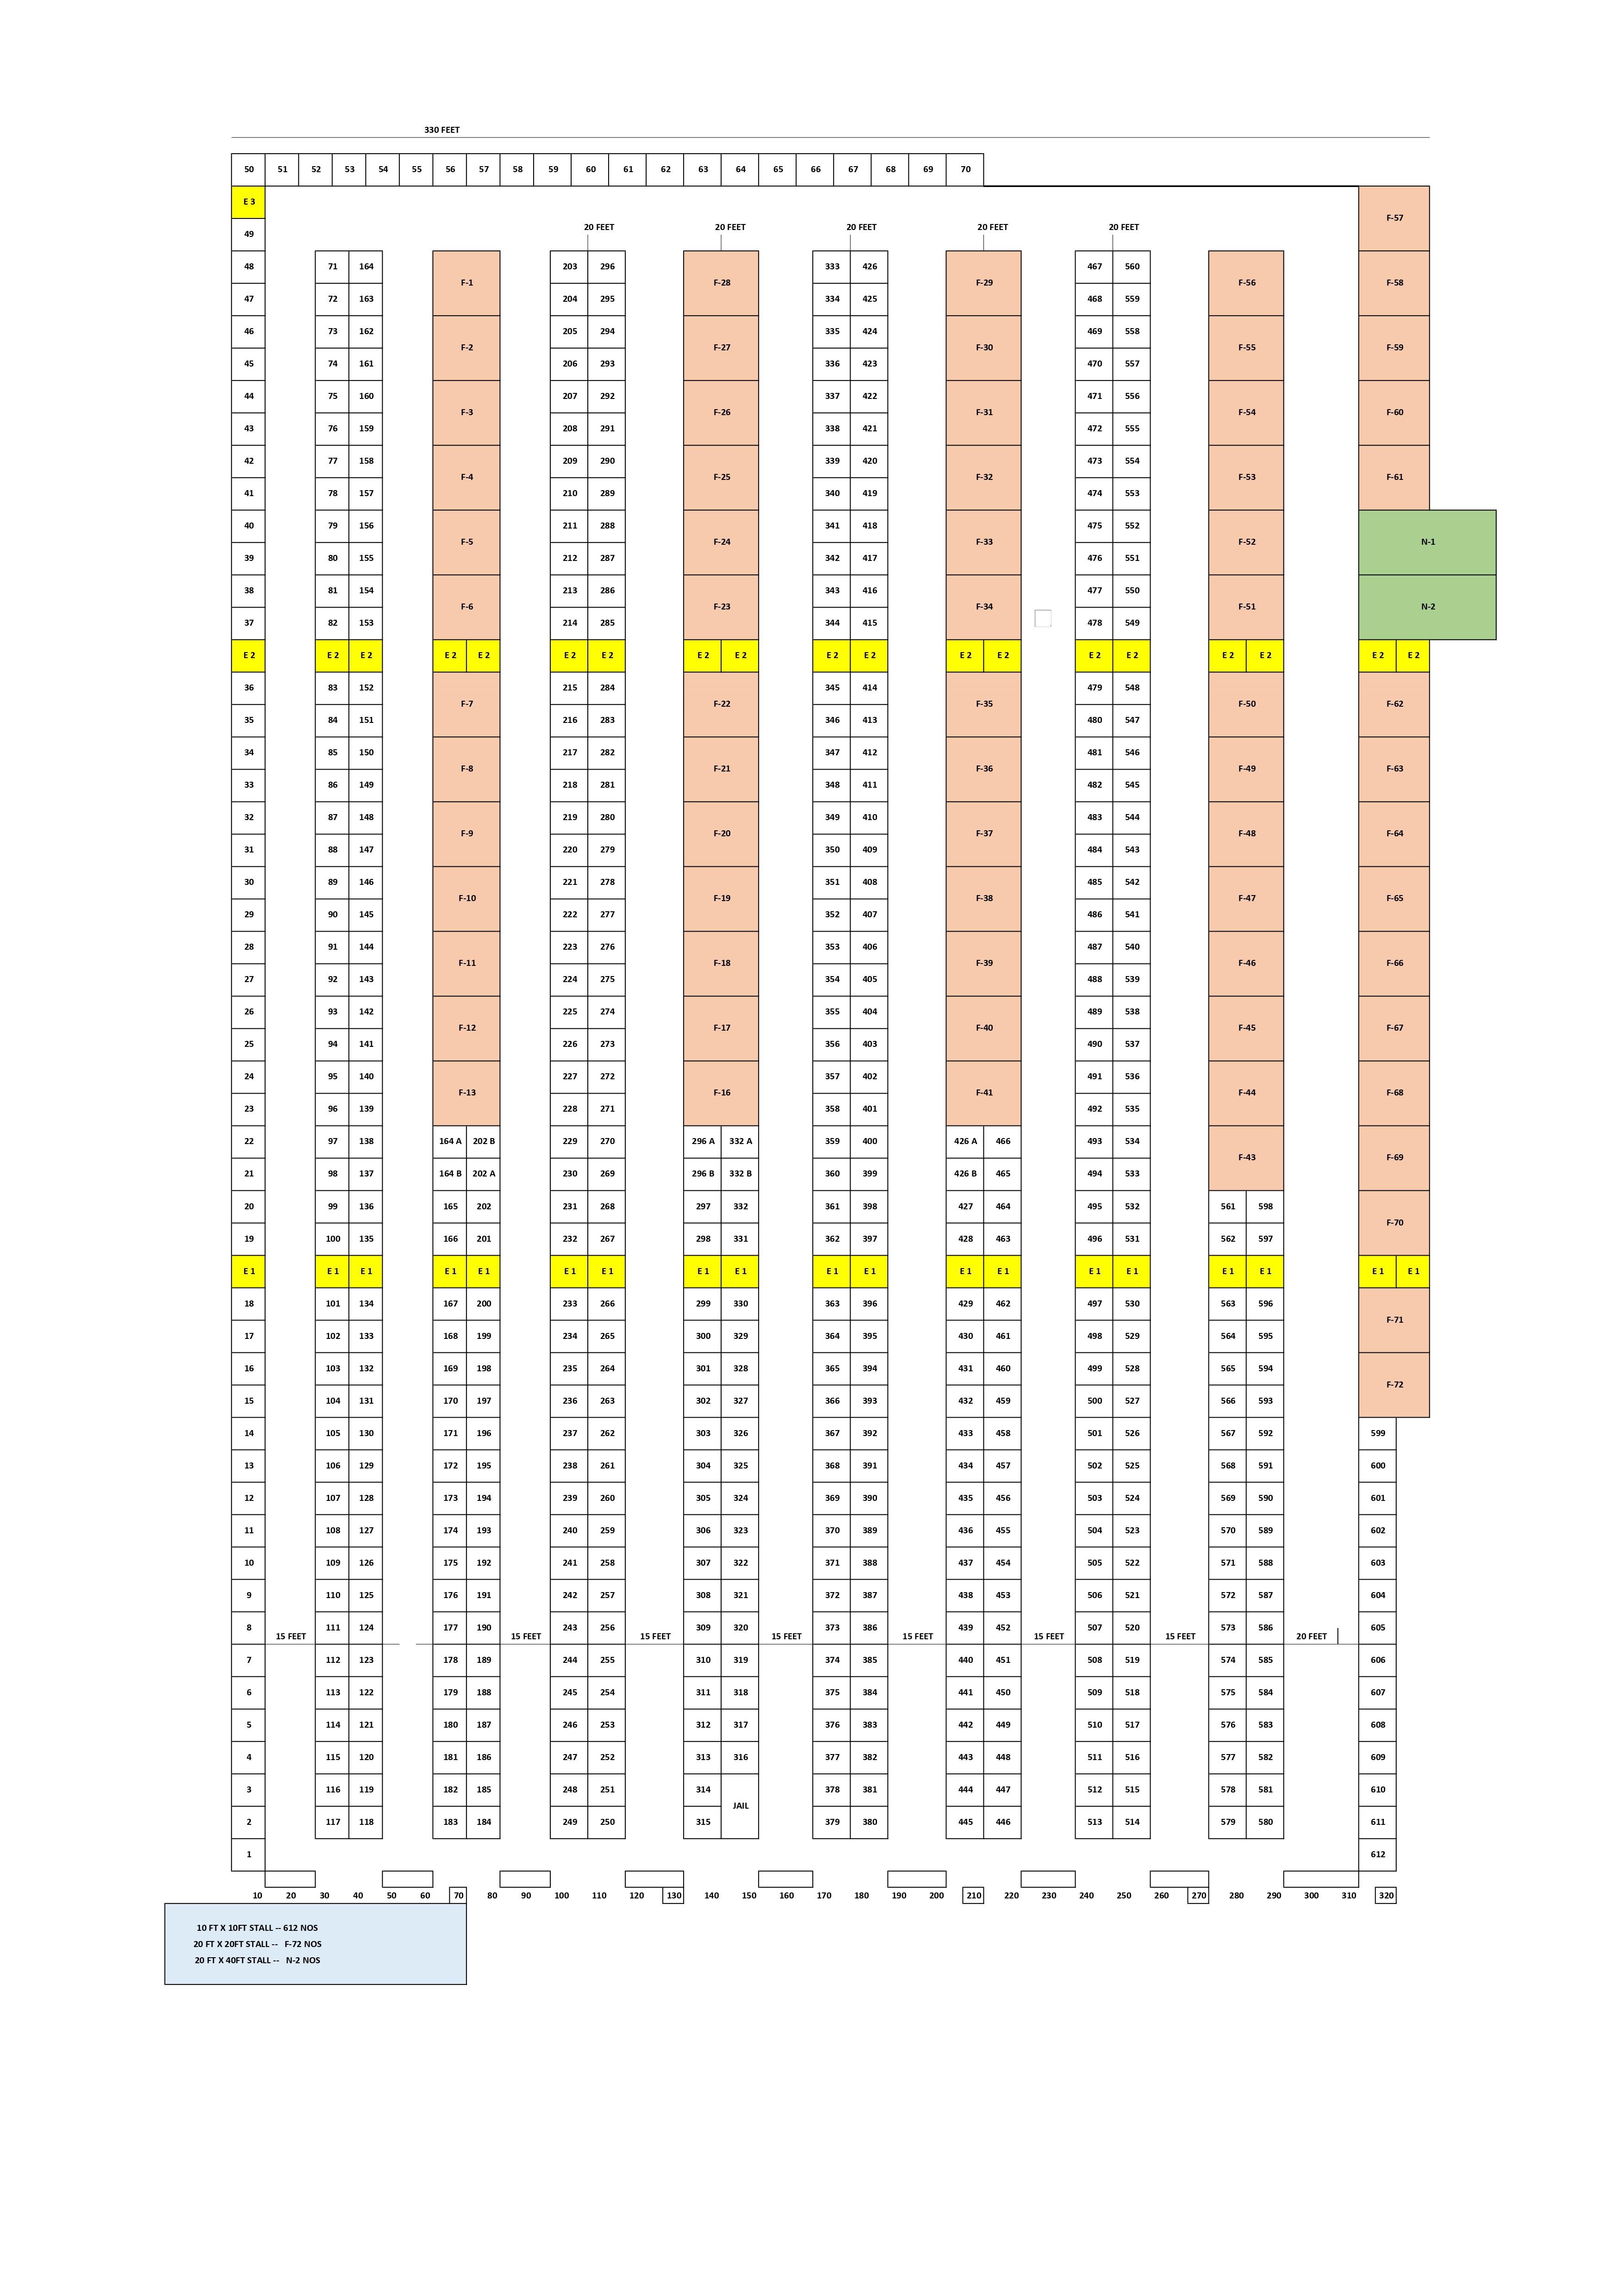 330 FEET
50 51 52 53 54 55 56 57 58 59 60 61 62 63 64 65 66 67 68 69 70
E 3 F-57
49 20 FEET 20 FEET 20 FEET 20 FEET 20 FEET
48 71 164 F-1 203 296 F-28 333 426 F-29 467 560 F-56 F-58
47 72 163 204 295 334 425 468 559
46 73 162 F-2 205 294 F-27 335 424 F-30 469 558 F-55 F-59
45 74 161 206 293 336 423 470 557
44 75 160 F-3 207 292 F-26 337 422 F-31 471 556 F-54 F-60
43 76 159 208 291 338 421 472 555
42 77 158 F-4 209 290 F-25 339 420 F-32 473 554 F-53 F-61
41 78 157 210 289 340 419 474 553
40 79 156 F-5 211 288 F-24 341 418 F-33 475 552 F-52 N-1
39 80 155 212 287 342 417 476 551
38 81 154 F-6 213 286 F-23 343 416 F-34 477 550 F-51 N-2
37 82 153 214 285 344 415 478 549
E 2 E 2 E 2 E 2 E 2 E 2 E 2 E 2 E 2 E 2 E 2 E 2 E 2 E 2 E 2 E 2 E 2 E 2 E 2
36 83 152 F-7 215 284 F-22 345 414 F-35 479 548 F-50 F-62
35 84 151 216 283 346 413 480 547
34 85 150 F-8 217 282 F-21 347 412 F-36 481 546 F-49 F-63
33 86 149 218 281 348 411 482 545
32 87 148 F-9 219 280 F-20 349 410 F-37 483 544 F-48 F-64
31 88 147 220 279 350 409 484 543
30 89 146 F-10 221 278 F-19 351 408 F-38 485 542 F-47 F-65
29 90 145 222 277 352 407 486 541
28 91 144 F-11 223 276 F-18 353 406 F-39 487 540 F-46 F-66
27 92 143 224 275 354 405 488 539
26 93 142 F-12 225 274 F-17 355 404 F-40 489 538 F-45 F-67
25 94 141 226 273 356 403 490 537
24 95 140 F-13 227 272 F-16 357 402 F-41 491 536 F-44 F-68
23 96 139 228 271 358 401 492 535
22 97 138 164 A 202 B 229 270 296 A 332 A 359 400 426 A 466 493 534 F-43 F-69
21 98 137 164 B 202 A 230 269 296 B 332 B 360 399 426 B 465 494 533
20 99 136 165 202 231 268 297 332 361 398 427 464 495 532 561 598 F-70
19 100 135 166 201 232 267 298 331 362 397 428 463 496 531 562 597
E 1 E 1 E 1 E 1 E 1 E 1 E 1 E 1 E 1 E 1 E 1 E 1 E 1 E 1 E 1 E 1 E 1 E 1 E 1
18 101 134 167 200 233 266 299 330 363 396 429 462 497 530 563 596 F-71
17 102 133 168 199 234 265 300 329 364 395 430 461 498 529 564 595
16 103 132 169 198 235 264 301 328 365 394 431 460 499 528 565 594 F-72
15 104 131 170 197 236 263 302 327 366 393 432 459 500 527 566 593
14 105 130 171 196 237 262 303 326 367 392 433 458 501 526 567 592 599
13 106 129 172 195 238 261 304 325 368 391 434 457 502 525 568 591 600
12 107 128 173 194 239 260 305 324 369 390 435 456 503 524 569 590 601
11 108 127 174 193 240 259 306 323 370 389 436 455 504 523 570 589 602
10 109 126 175 192 241 258 307 322 371 388 437 454 505 522 571 588 603
9 110 125 176 191 242 257 308 321 372 387 438 453 506 521 572 587 604
8 111 124 177 190 243 256 309 320 373 386 439 452 507 520 573 586 605
15 FEET 15 FEET 15 FEET 15 FEET 15 FEET 15 FEET 15 FEET 20 FEET
7 112 123 178 189 244 255 310 319 374 385 440 451 508 519 574 585 606
6 113 122 179 188 245 254 311 318 375 384 441 450 509 518 575 584 607
5 114 121 180 187 246 253 312 317 376 383 442 449 510 517 576 583 608
4 115 120 181 186 247 252 313 316 377 382 443 448 511 516 577 582 609
3 116 119 182 185 248 251 314 JAIL 378 381 444 447 512 515 578 581 610
2 117 118 183 184 249 250 315 379 380 445 446 513 514 579 580 611
1 612
10 20 30 40 50 60 70 80 90 100 110 120 130 140 150 160 170 180 190 200 210 220 230 240 250 260 270 280 290 300 310 320
10 FT X 10FT STALL -- 612 NOS
20 FT X 20FT STALL -- F-72 NOS
20 FT X 40FT STALL -- N-2 NOS